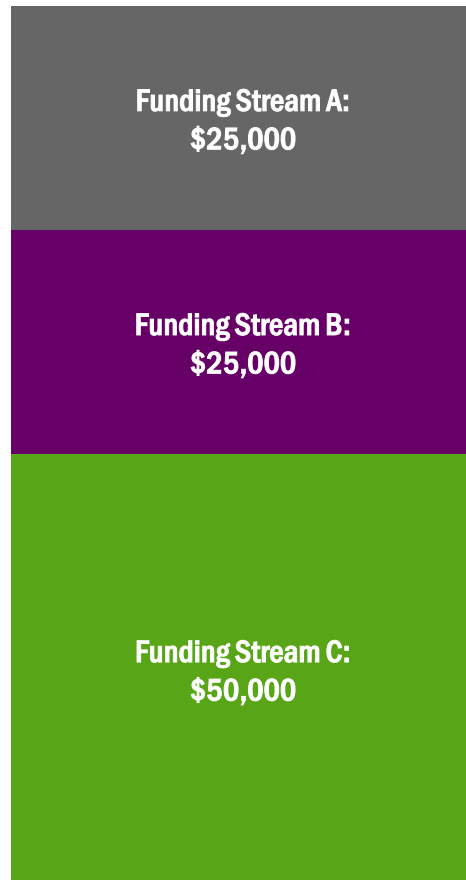 Funding Stream A:
$25,000
Funding Stream B:
$25,000
Funding Stream C:
$50,000